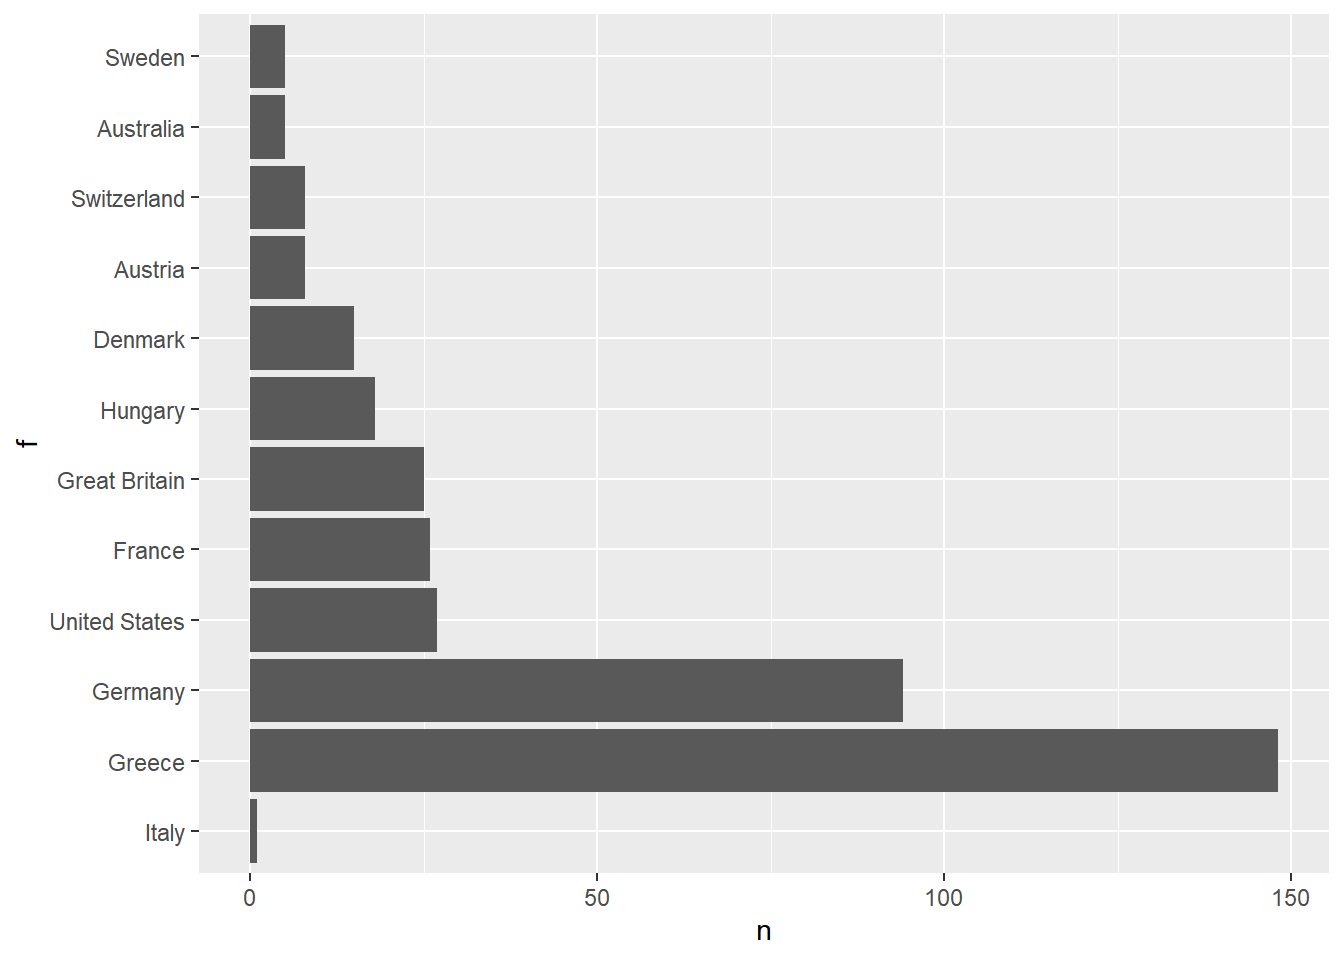 Sweden
Australia
Switzerland
Austria
Denmark
Hungary
Great Britain
France
United States
Germany
Greece
Italy
f
0 50 100 150
n